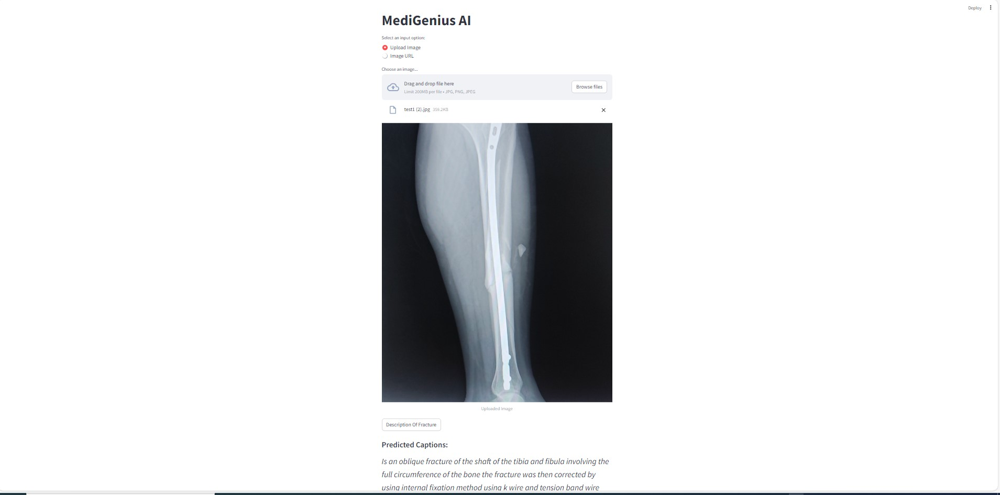 Deploy
MediGenius AI
Select an input option:
Upload Image
Image URL
Choose an image...
Drag and drop file here
Limit 200MB per file • JPG, PNG, JPEG
Browse files
test1 (2).jpg 359.2KB
Uploaded Image
Description Of Fracture
Predicted Captions:
Is an oblique fracture of the shaft of the tibia and fibula involving the
full circumference of the bone the fracture was then corrected by
using internal fixation method using k wire and tension band wire